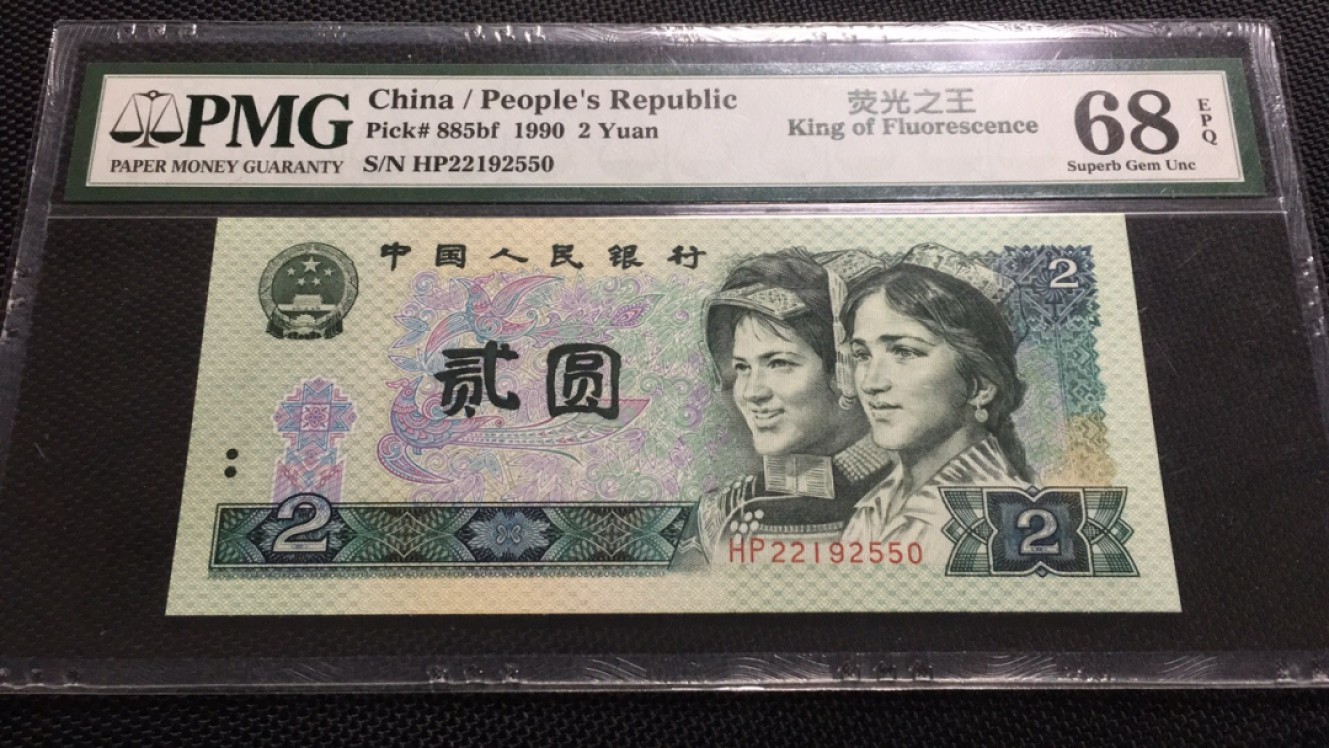 PMG
PAPER MONEY GUARANTY
China / People's Republic
Pick# 885bf 1990 2 Yuan
S/N HP22192550
荧光之王
King of Fluorescence
68
EPQ
Superb Gem Unc
中国人民银行
2
贰圆
2
HP22192550
2